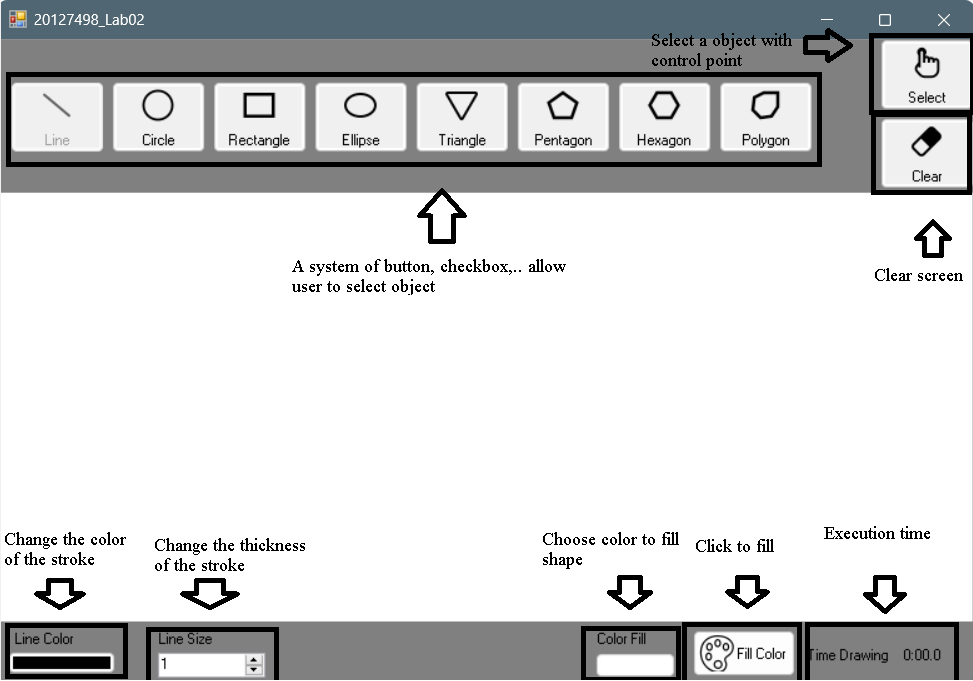 20127498_Lab02
Select a object with
control point
Select
Line
Circle
Rectangle
Ellipse
Triangle
Pentagon
Hexagon
Polygon
Clear
A system of button, checkbox,.. allow
user to select object
Clear screen
Change the color
of the stroke
Change the thickness
of the stroke
Choose color to fill
shape
Click to fill
Execution time
Line Color
Line Size
1
Color Fill
Fill Color
Time Drawing 0:00.0